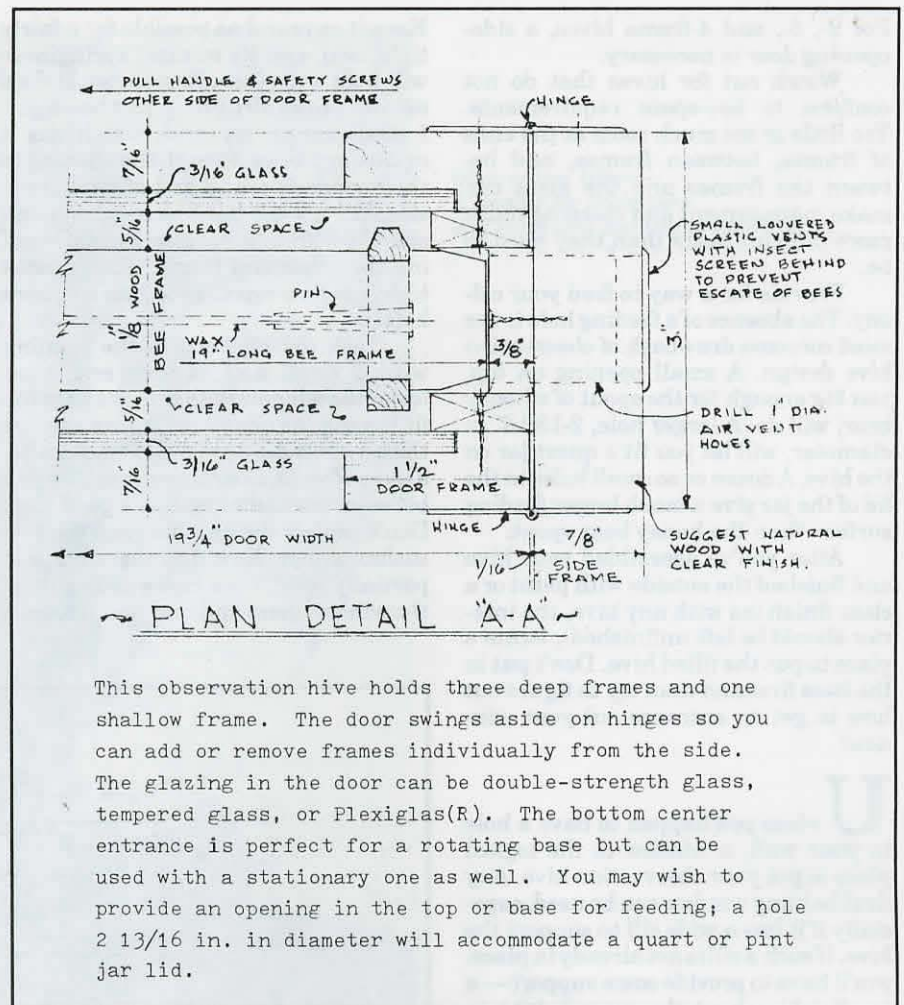 PULL HANDLE & SAFETY SCREWS
OTHER SIDE OF DOOR FRAME
HINGE
7/16"
3/16 GLASS
5/16"
CLEAR SPACE
SMALL LOUVERED
PLASTIC VENTS
WITH INSECT
SCREEN BEHIND
TO PREVENT
ESCAPE OF BEES
1 1/8" WOOD
BEE FRAME
PIN
WAX
19" LONG BEE FRAME
3/8
3"
5/16"
CLEAR SPACE
DRILL 1 DIA.
AIR VENT
HOLES
3/16" GLASS
7/16"
1 1/2"
DOOR FRAME
HINGE
19 3/4" DOOR WIDTH
1/16"
7/8"
SIDE
FRAME
SUGGEST NATURAL
WOOD WITH
CLEAR FINISH.
~ PLAN DETAIL "A-A" ~
This observation hive holds three deep frames and one
shallow frame. The door swings aside on hinges so you
can add or remove frames individually from the side.
The glazing in the door can be double-strength glass,
tempered glass, or Plexiglas(R). The bottom center
entrance is perfect for a rotating base but can be
used with a stationary one as well. You may wish to
provide an opening in the top or base for feeding; a hole
2 13/16 in. in diameter will accommodate a quart or pint
jar lid.